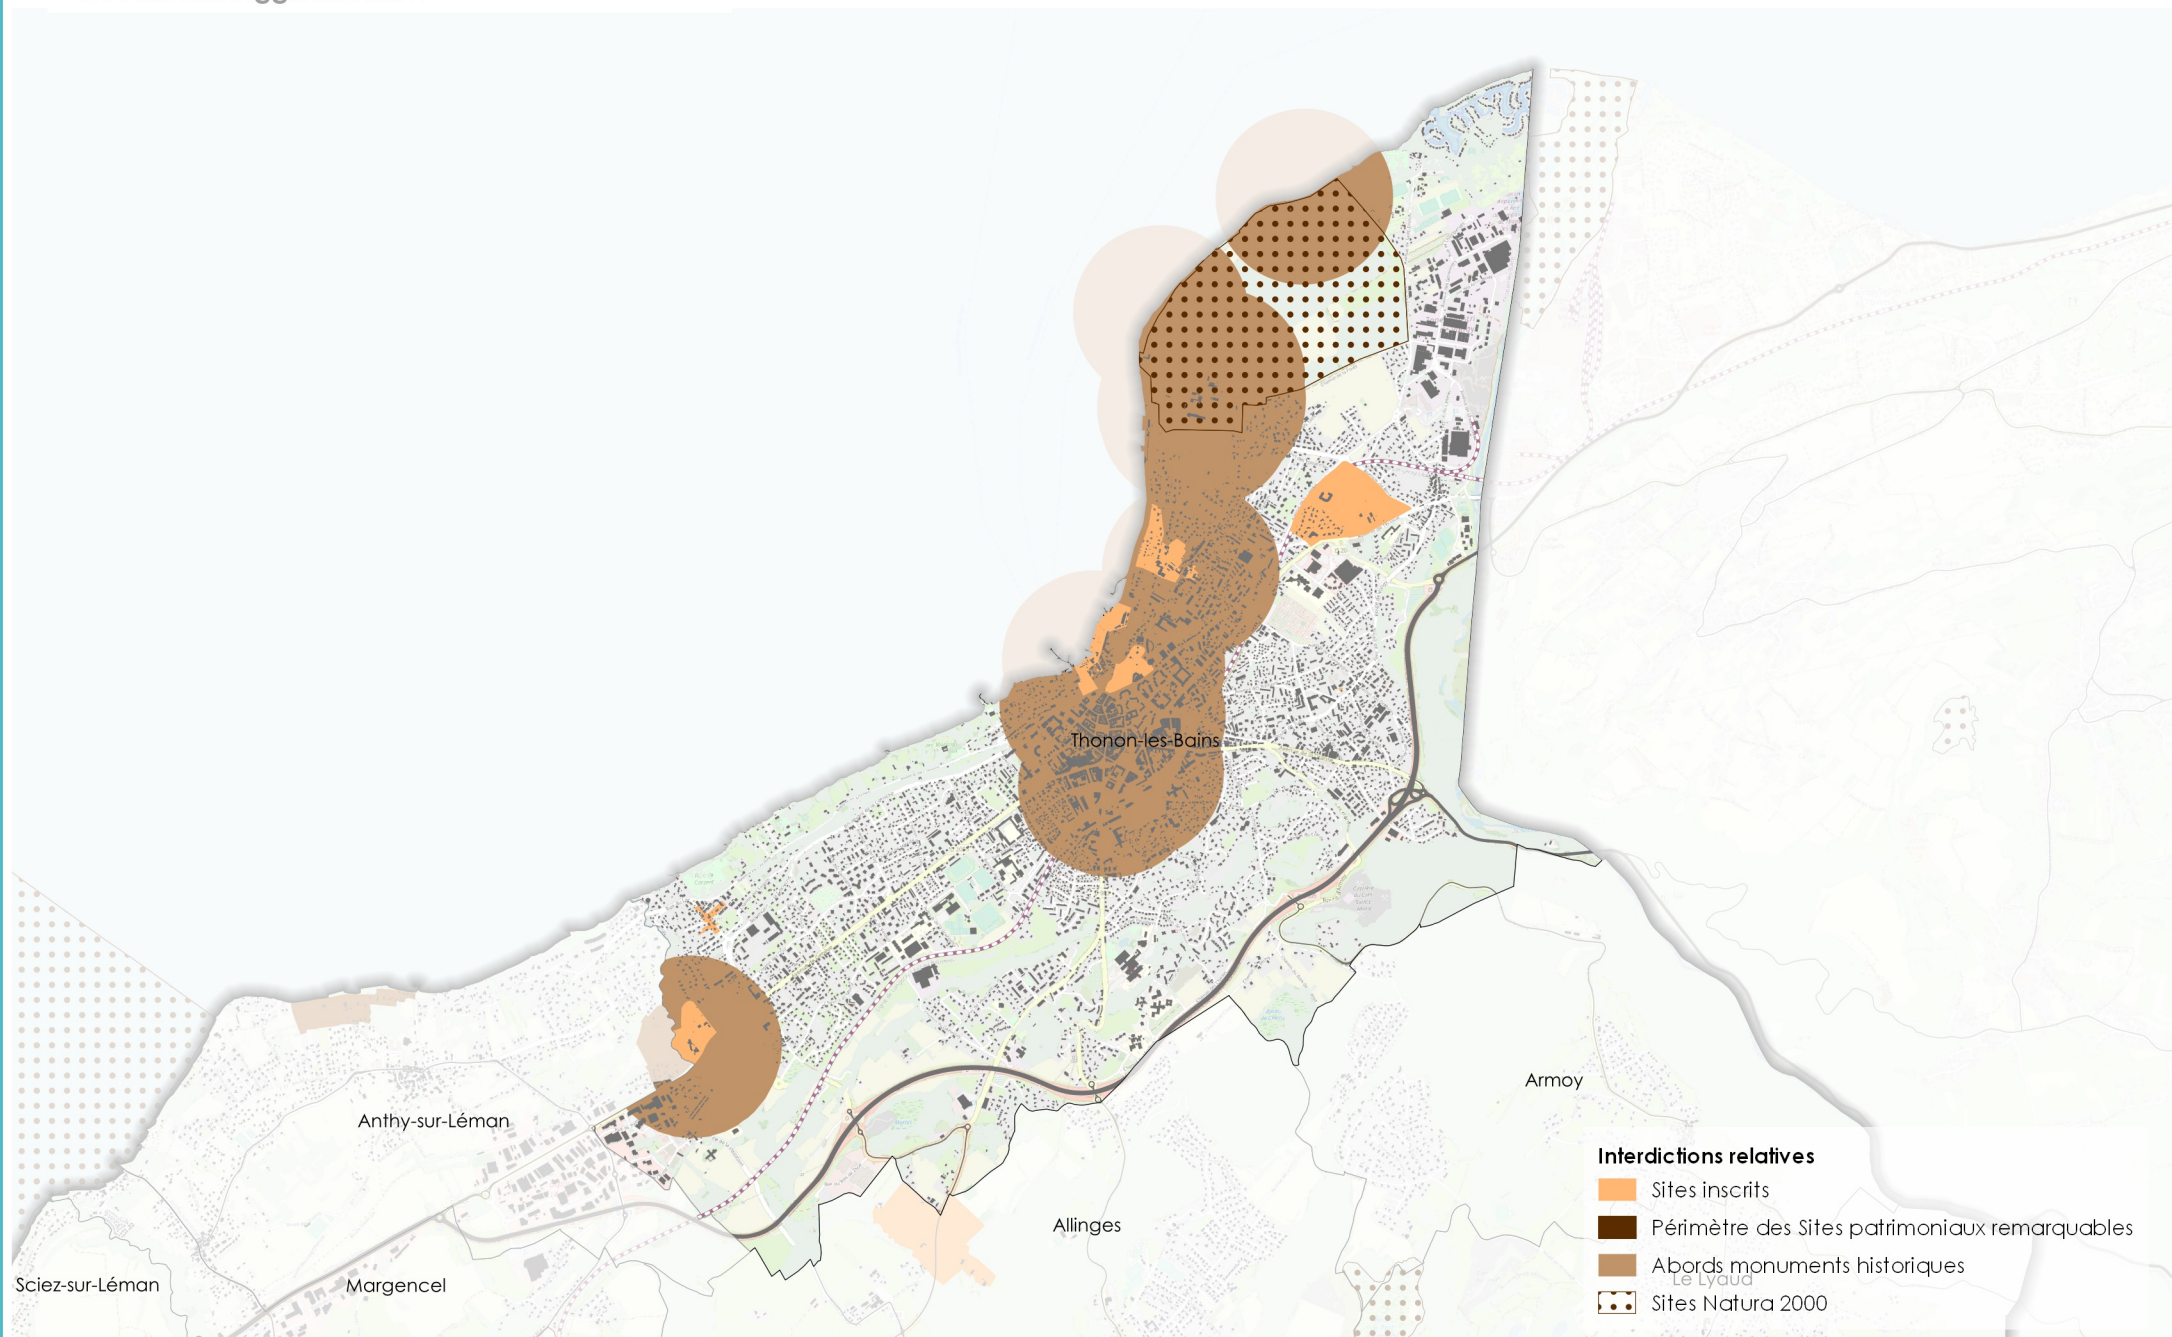 Thonon-les-Bains
Armoy
Anthy-sur-Léman
Allinges
Sciez-sur-Léman
Margencel
Interdictions relatives
Sites inscrits
Périmètre des Sites patrimoniaux remarquables
Abords monuments historiques
Le Lyaud
Sites Natura 2000